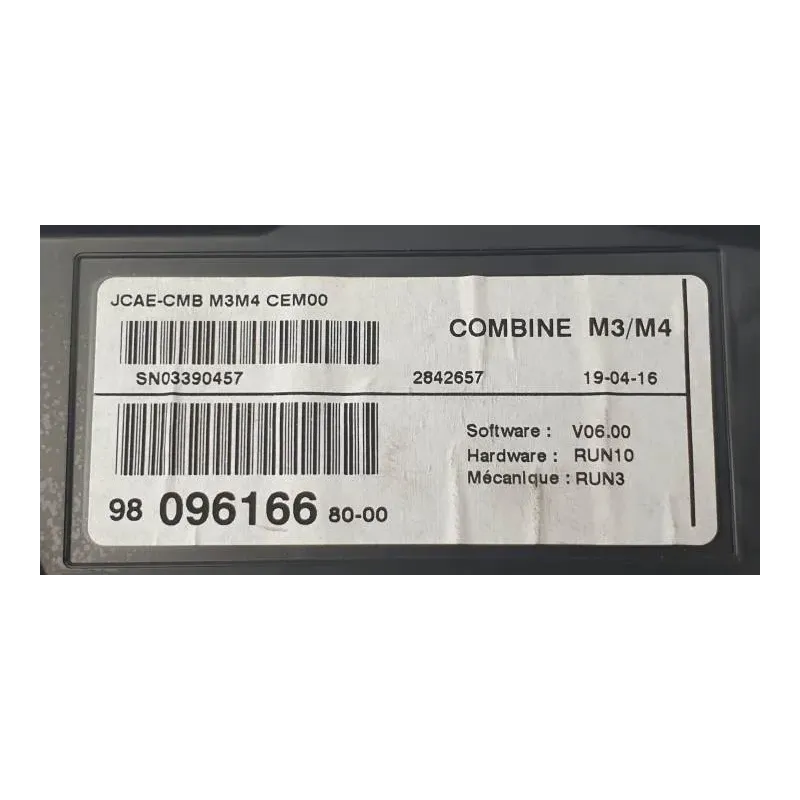 JCAE-CMB M3M4 CEM00
COMBINE M3/M4
SN03390457 2842657 19-04-16
Software : V06.00
Hardware : RUN10
Mécanique : RUN3
98 096166 80-00